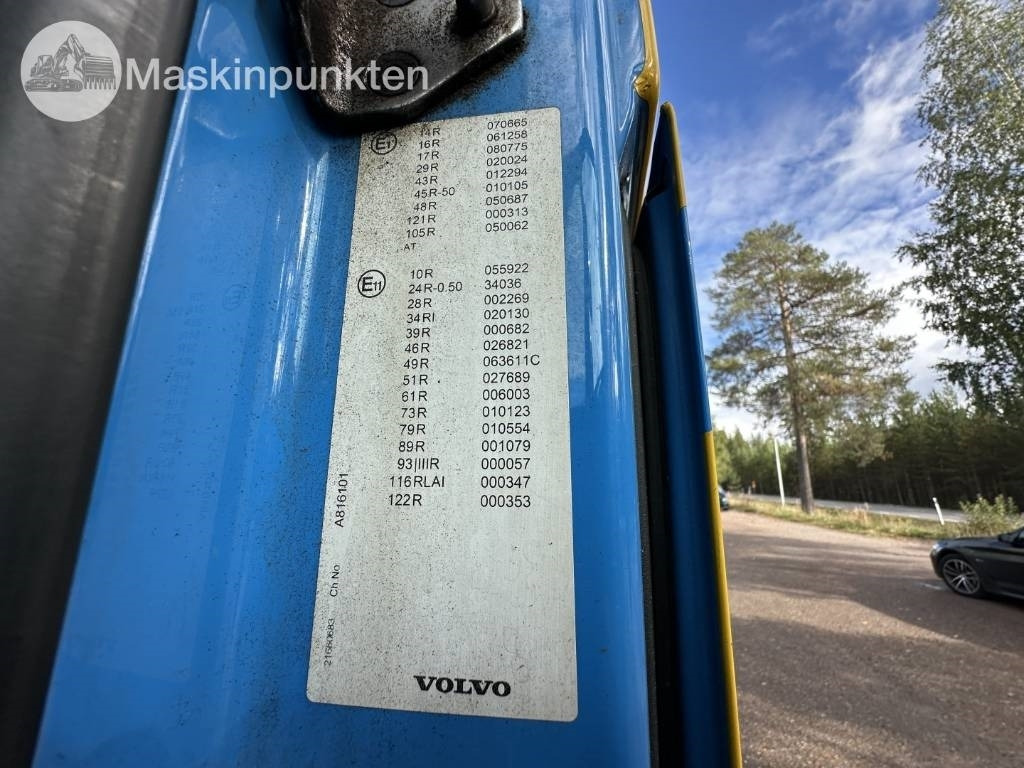 Maskinpunkten
14R 070665
E11 16R 061258
17R 080775
29R 020024
43R 012294
45R-50 010105
48R 050687
121R 000313
105R 050062
AT
10R 055922
E11 24R-0.50 34036
28R 002269
34RI 020130
39R 000682
46R 026821
49R 063611C
51R 027689
61R 006003
73R 010123
79R 010554
89R 001079
93|IIIR 000057
116RLAI 000347
122R 000353
21680683 Ch No A816101
VOLVO